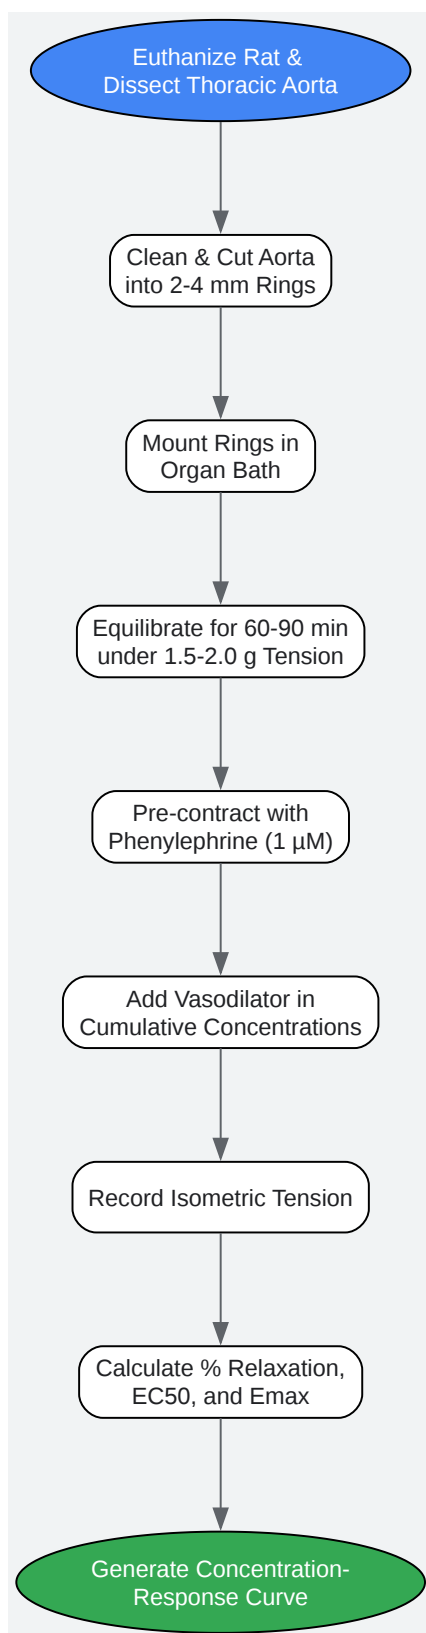 Euthanize Rat &
Dissect Thoracic Aorta
Clean & Cut Aorta
into 2-4 mm Rings
Mount Rings in
Organ Bath
Equilibrate for 60-90 min
under 1.5-2.0 g Tension
Pre-contract with
Phenylephrine (1 µM)
Add Vasodilator in
Cumulative Concentrations
Record Isometric Tension
Calculate % Relaxation,
EC50, and Emax
Generate Concentration-
Response Curve